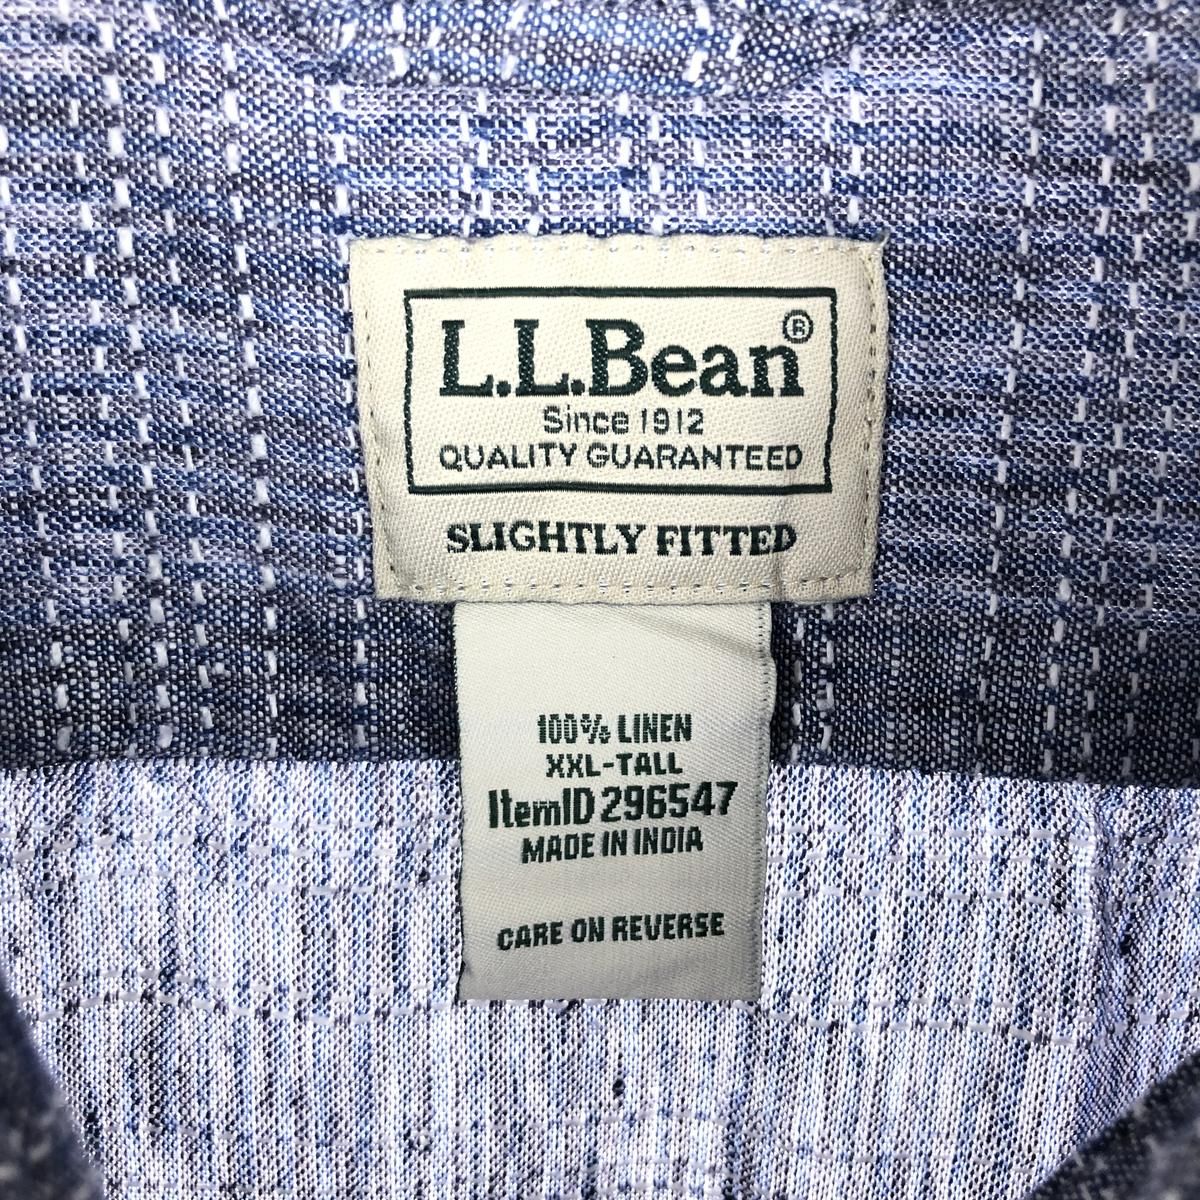 L.L.Bean®
Since 1912
QUALITY GUARANTEED
SLIGHTLY FITTED
100% LINEN
XXL-TALL
ItemID 296547
MADE IN INDIA
CARE ON REVERSE